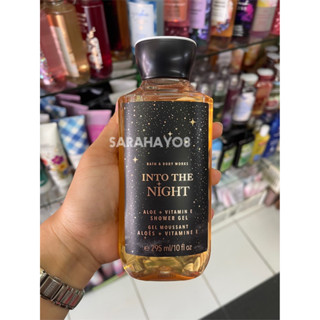 SARAHAYO8
BATH & BODY WORKS
INTO THE
NIGHT
ALOE + VITAMIN E
SHOWER GEL
GEL MOUSSANT
ALOÈS + VITAMINE E
e 295 ml/10 fl oz